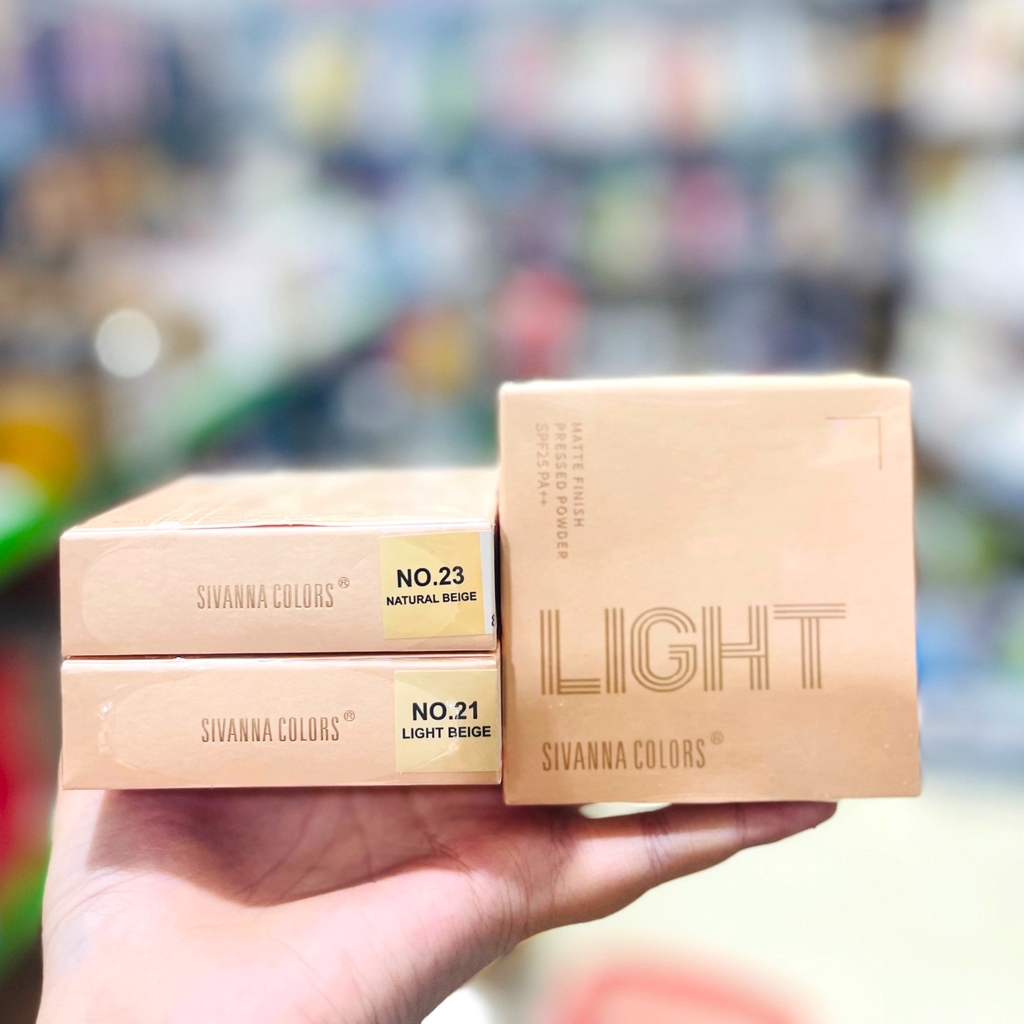 SIVANNA COLORS®
NO.23
NATURAL BEIGE
SIVANNA COLORS®
NO.21
LIGHT BEIGE
MATTE FINISH
PRESSED POWDER
SPF25 PA++
LIGHT
SIVANNA COLORS®